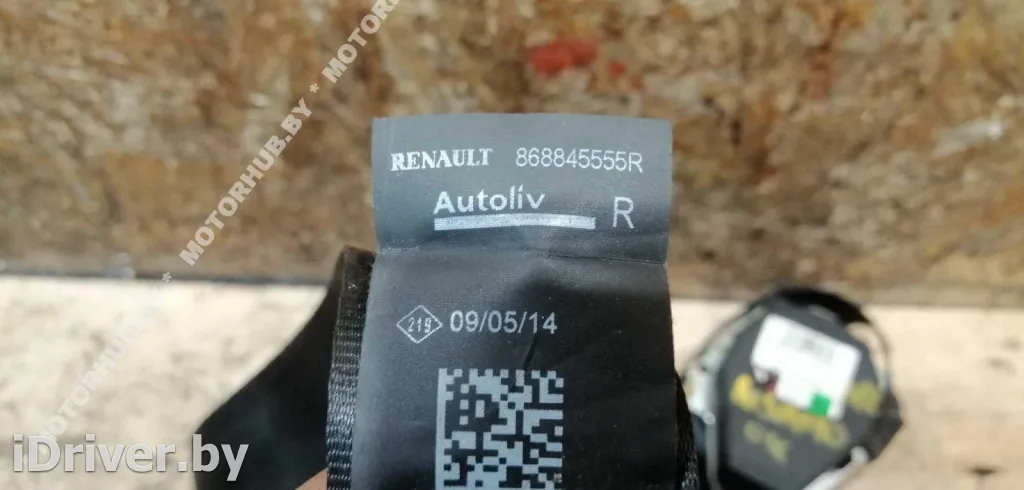 MOTORHUB.BY * MOTORHUB.BY * MOTOR
RENAULT 868845555R
Autoliv R
219 09/05/14
iDriver.by